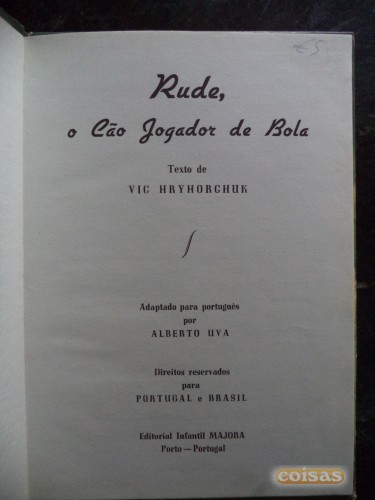 €5
Rude,
o Cão Jogador de Bola
Texto de
VIC HRYHORCHUK
Adaptado para português
por
ALBERTO UVA
Direitos reservados
para
PORTUGAL e BRASIL
Editorial Infantil MAJORA
Porto — Portugal
coisas